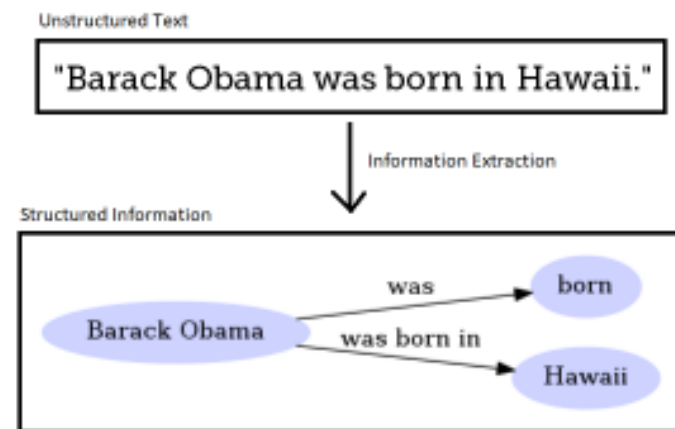 Unstructured Text
"Barack Obama was born in Hawaii."
Information Extraction
Structured Information
was
born
Barack Obama
was born in
Hawaii